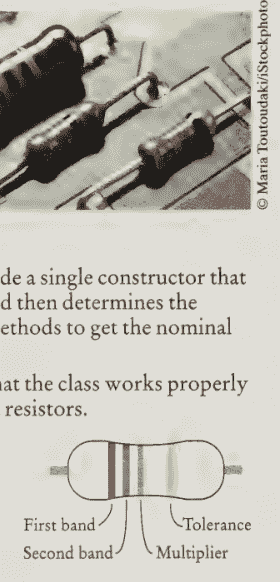 © Maria Toutoudaki/iStockphoto
de a single constructor that
d then determines the
ethods to get the nominal
hat the class works properly
resistors.
First band
Tolerance
Second band
Multiplier